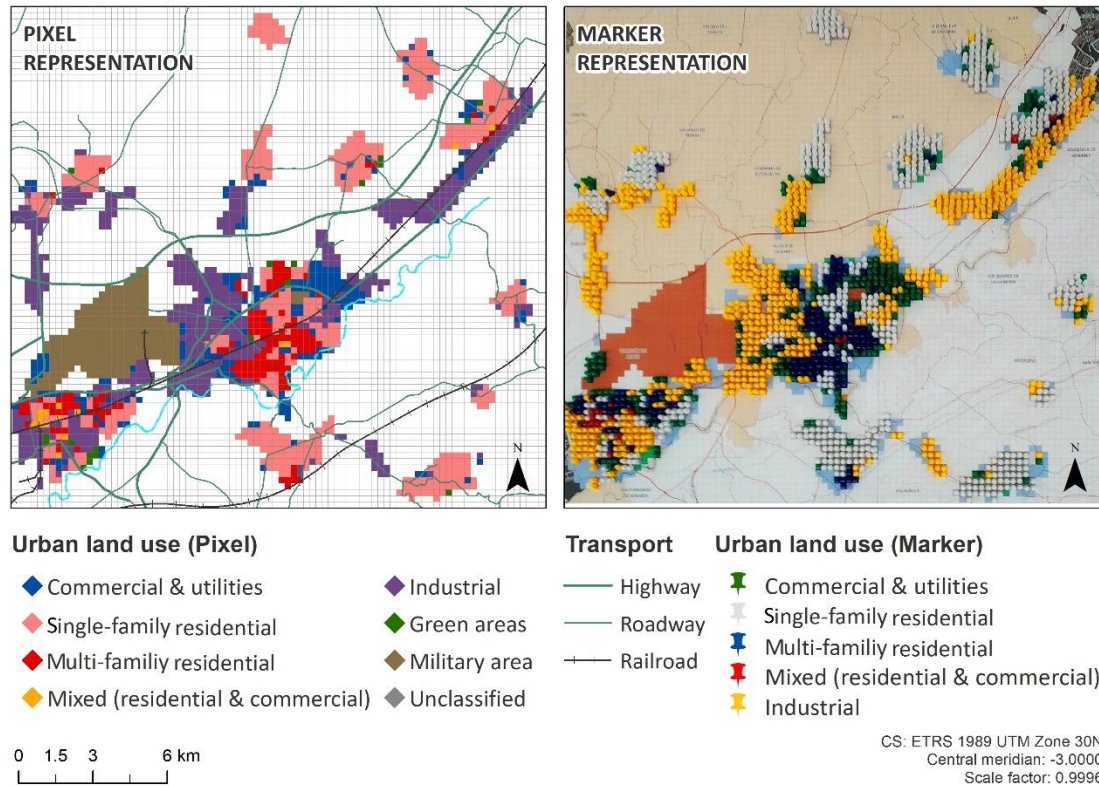 PIXEL
REPRESENTATION
MARKER
REPRESENTATION
N
N
Urban land use (Pixel)
Commercial & utilities
Single-family residential
Multi-familiy residential
Mixed (residential & commercial)
Industrial
Green areas
Military area
Unclassified
Transport
Highway
Roadway
Railroad
Urban land use (Marker)
Commercial & utilities
Single-family residential
Multi-familiy residential
Mixed (residential & commercial)
Industrial
0 1.5 3 6 km
CS: ETRS 1989 UTM Zone 30N
Central meridian: -3.0000
Scale factor: 0.9996